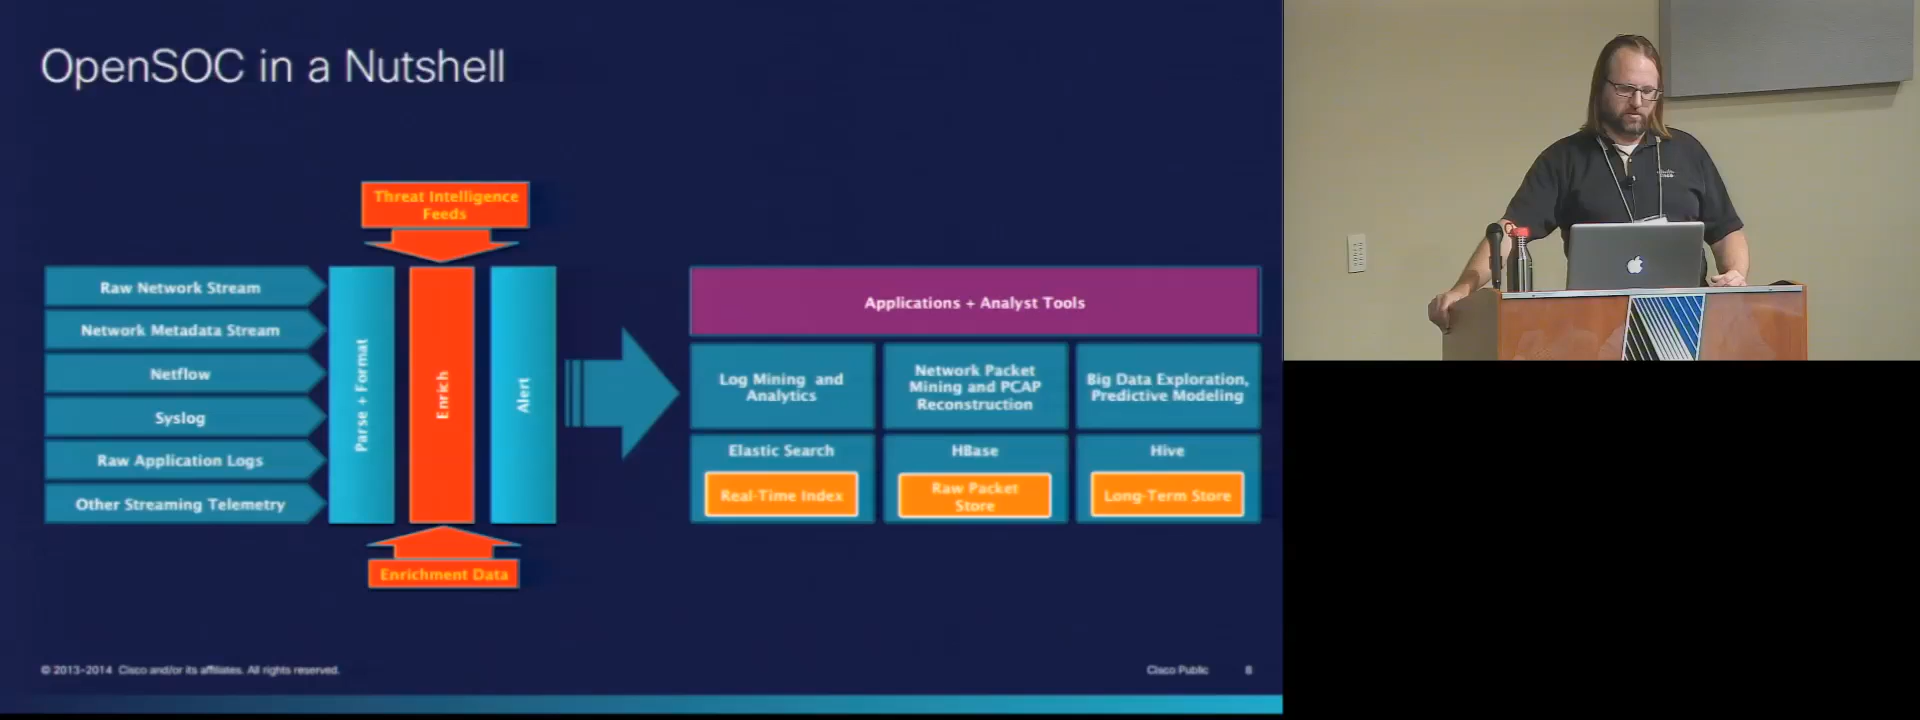 OpenSOC in a Nutshell
Threat Intelligence
Feeds
Raw Network Stream
Network Metadata Stream
Netflow
Syslog
Raw Application Logs
Other Streaming Telemetry
Parse + Format
Enrich
Alert
Enrichment Data
Applications + Analyst Tools
Log Mining and
Analytics
Network Packet
Mining and PCAP
Reconstruction
Big Data Exploration,
Predictive Modeling
Elastic Search
Real-Time Index
HBase
Raw Packet
Store
Hive
Long-Term Store
© 2013-2014 Cisco and/or its affiliates. All rights reserved.
Cisco Public
8